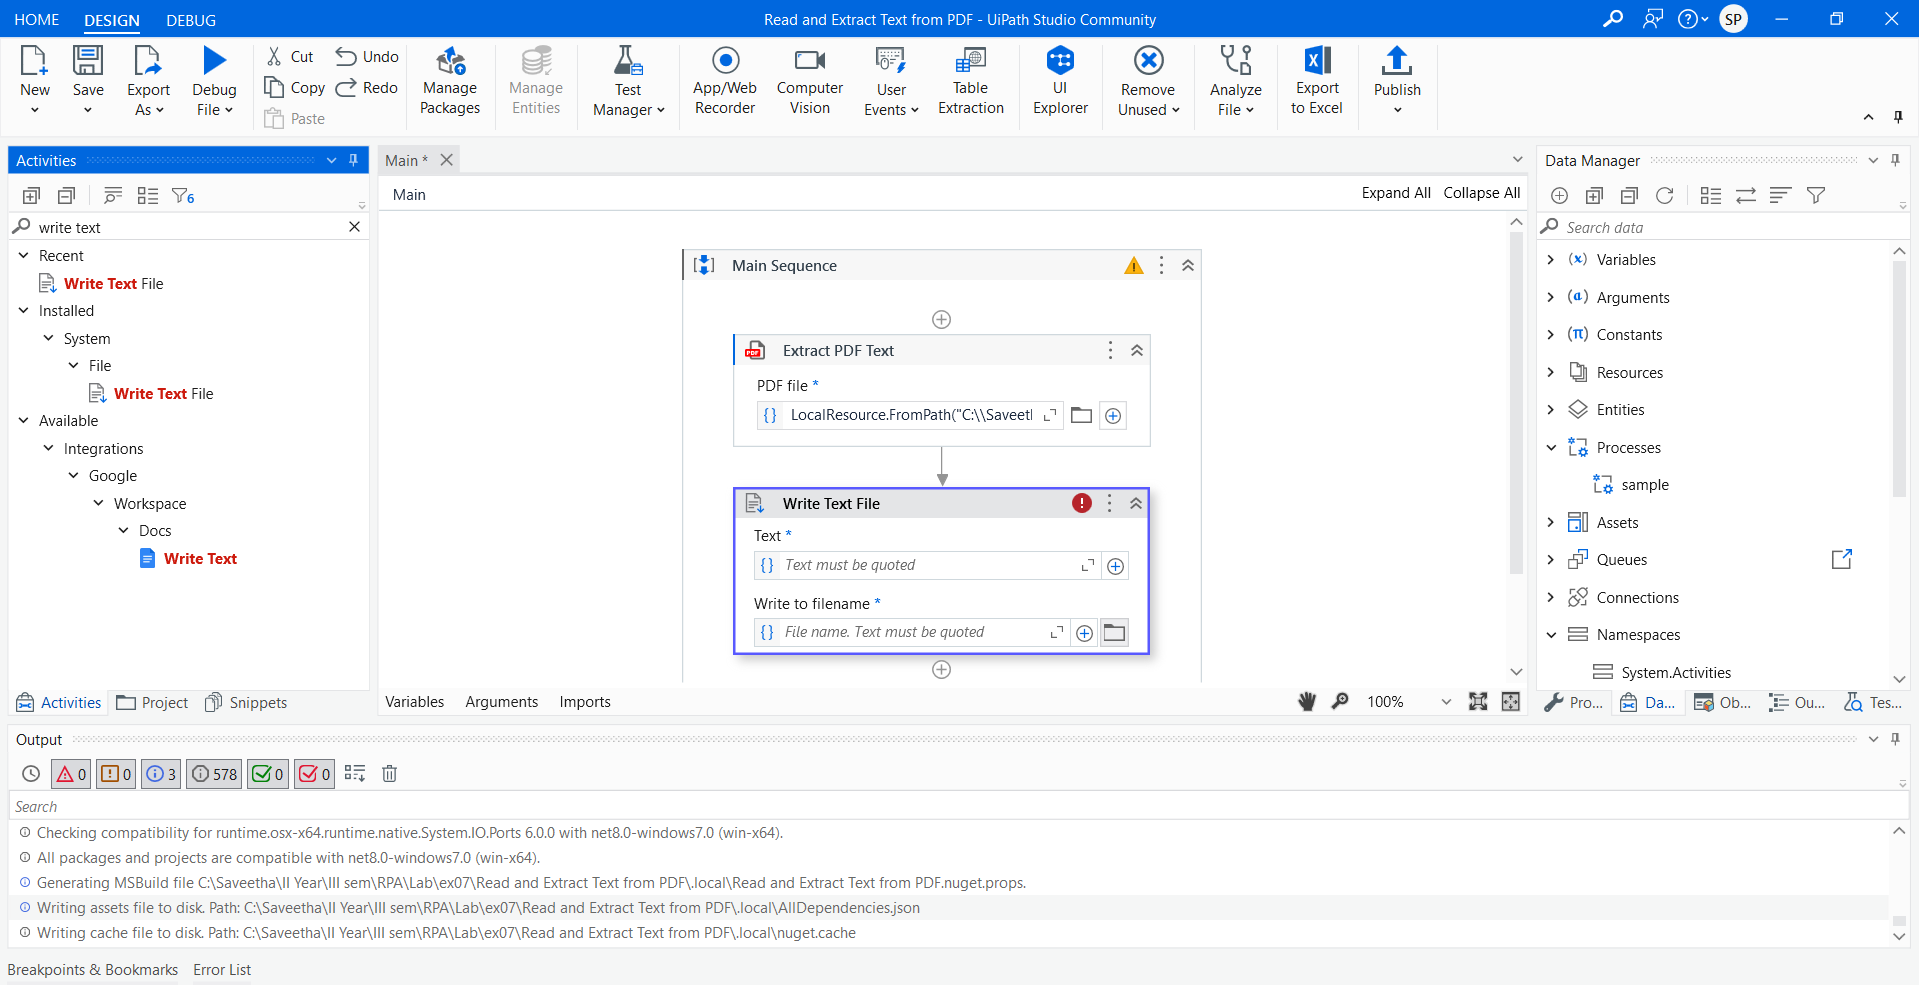 HOME DESIGN DEBUG
Read and Extract Text from PDF - UiPath Studio Community
SP
New
Save
Export As
Debug File
Cut
Copy
Paste
Undo
Redo
Manage Packages
Manage Entities
Test Manager
App/Web Recorder
Computer Vision
User Events
Table Extraction
UI Explorer
Remove Unused
Analyze File
Export to Excel
Publish
Activities
6
write text
Recent
Write Text File
Installed
System
File
Write Text File
Available
Integrations
Google
Workspace
Docs
Write Text
Activities Project Snippets
Main *
Main
Expand All Collapse All
Main Sequence
Extract PDF Text
PDF file *
LocalResource.FromPath("C:\\Saveetl
Write Text File
Text *
Text must be quoted
Write to filename *
File name. Text must be quoted
Variables Arguments Imports
100%
Data Manager
Search data
Variables
Arguments
Constants
Resources
Entities
Processes
sample
Assets
Queues
Connections
Namespaces
System.Activities
Pro... Da... Ob... Ou... Tes...
Output
0 0 3 578 0 0
Search
Checking compatibility for runtime.osx-x64.runtime.native.System.IO.Ports 6.0.0 with net8.0-windows7.0 (win-x64).
All packages and projects are compatible with net8.0-windows7.0 (win-x64).
Generating MSBuild file C:\Saveetha\II Year\III sem\RPA\Lab\ex07\Read and Extract Text from PDF\.local\Read and Extract Text from PDF.nuget.props.
Writing assets file to disk. Path: C:\Saveetha\II Year\III sem\RPA\Lab\ex07\Read and Extract Text from PDF\.local\AllDependencies.json
Writing cache file to disk. Path: C:\Saveetha\II Year\III sem\RPA\Lab\ex07\Read and Extract Text from PDF\.local\nuget.cache
Breakpoints & Bookmarks Error List